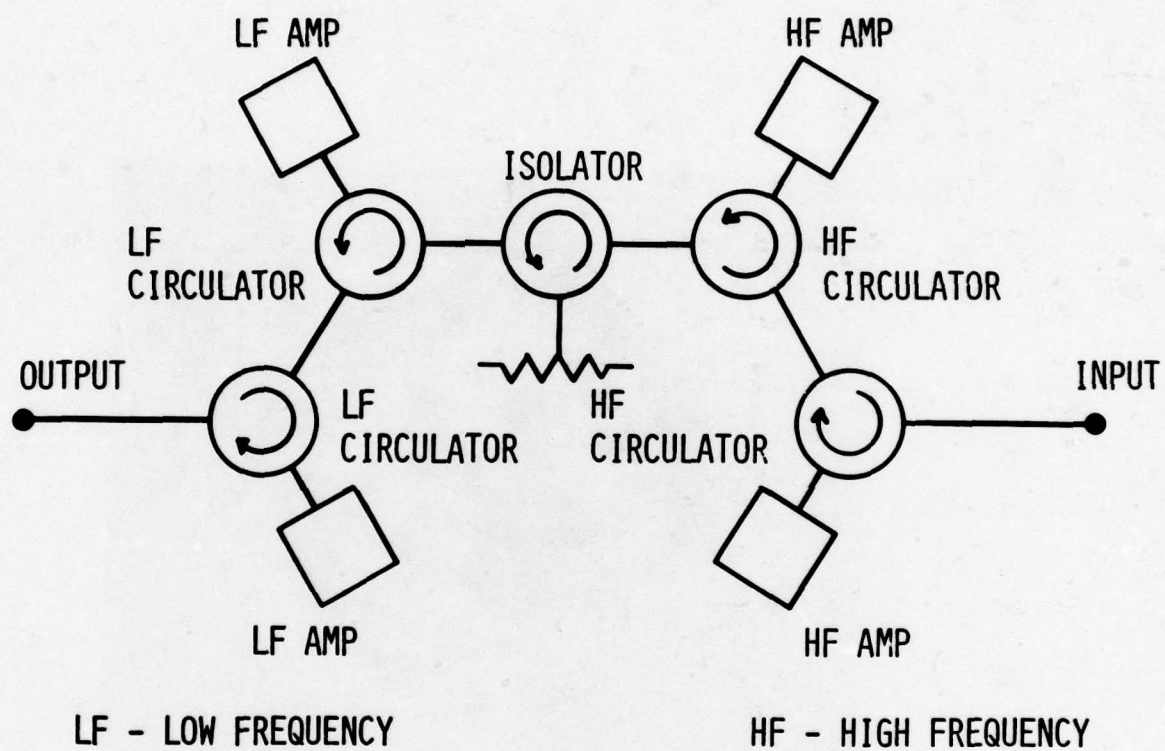 LF AMP
HF AMP
ISOLATOR
LF
CIRCULATOR
HF
CIRCULATOR
OUTPUT
LF
CIRCULATOR
HF
CIRCULATOR
INPUT
LF AMP
HF AMP
LF - LOW FREQUENCY
HF - HIGH FREQUENCY